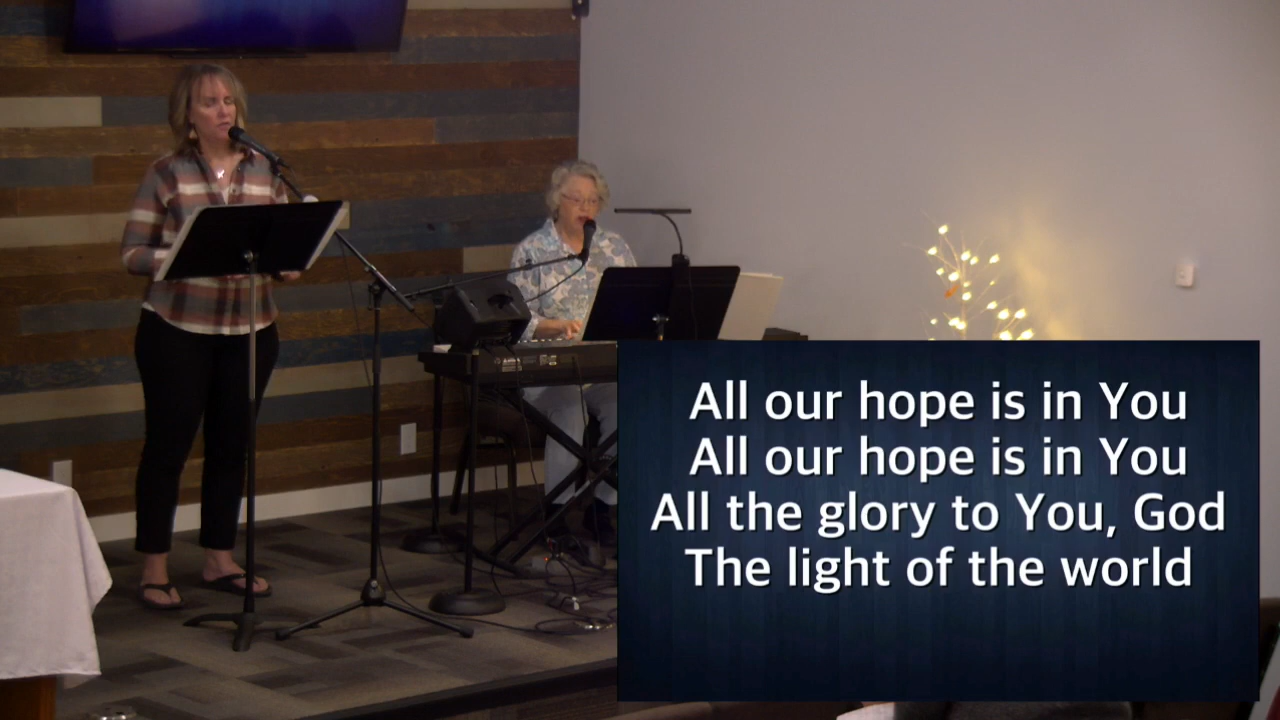 All our hope is in You
All our hope is in You
All the glory to You, God
The light of the world